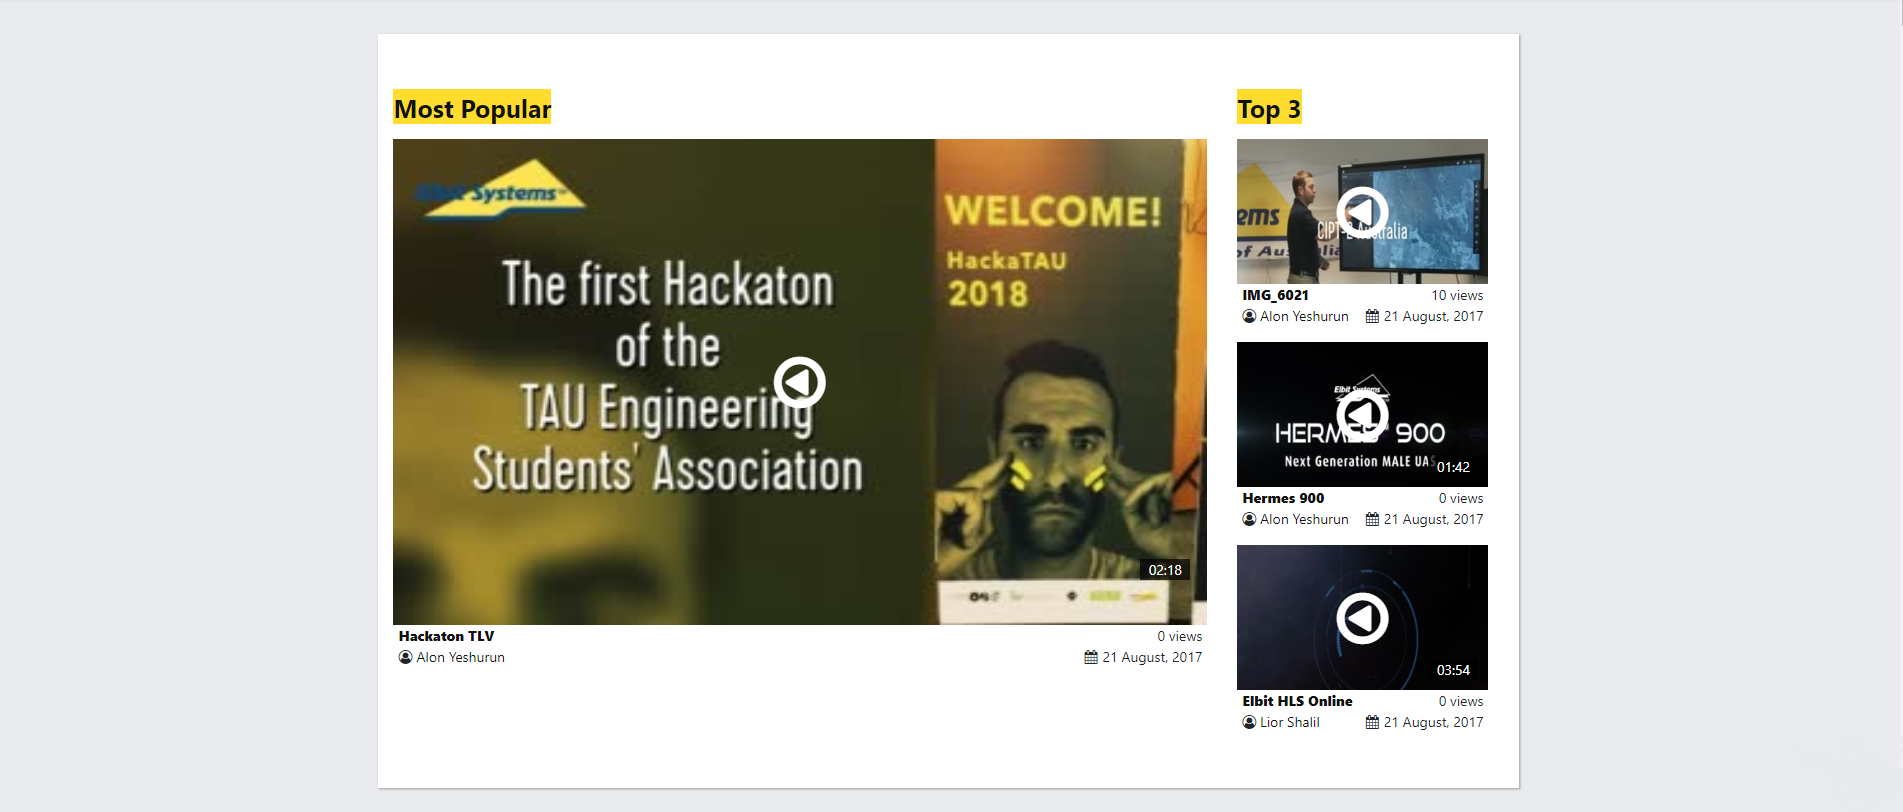 Most Popular
Elbit Systems
The first Hackaton
of the
TAU Engineering
Students' Association
WELCOME!
HackaTAU
2018
02:18
Hackaton TLV
0 views
Alon Yeshurun
21 August, 2017
Top 3
ems
of Australia
CIPT-2 Australia
IMG_6021
10 views
Alon Yeshurun
21 August, 2017
Elbit Systems
HERMES 900
Next Generation MALE UAS
01:42
Hermes 900
0 views
Alon Yeshurun
21 August, 2017
03:54
Elbit HLS Online
0 views
Lior Shalil
21 August, 2017